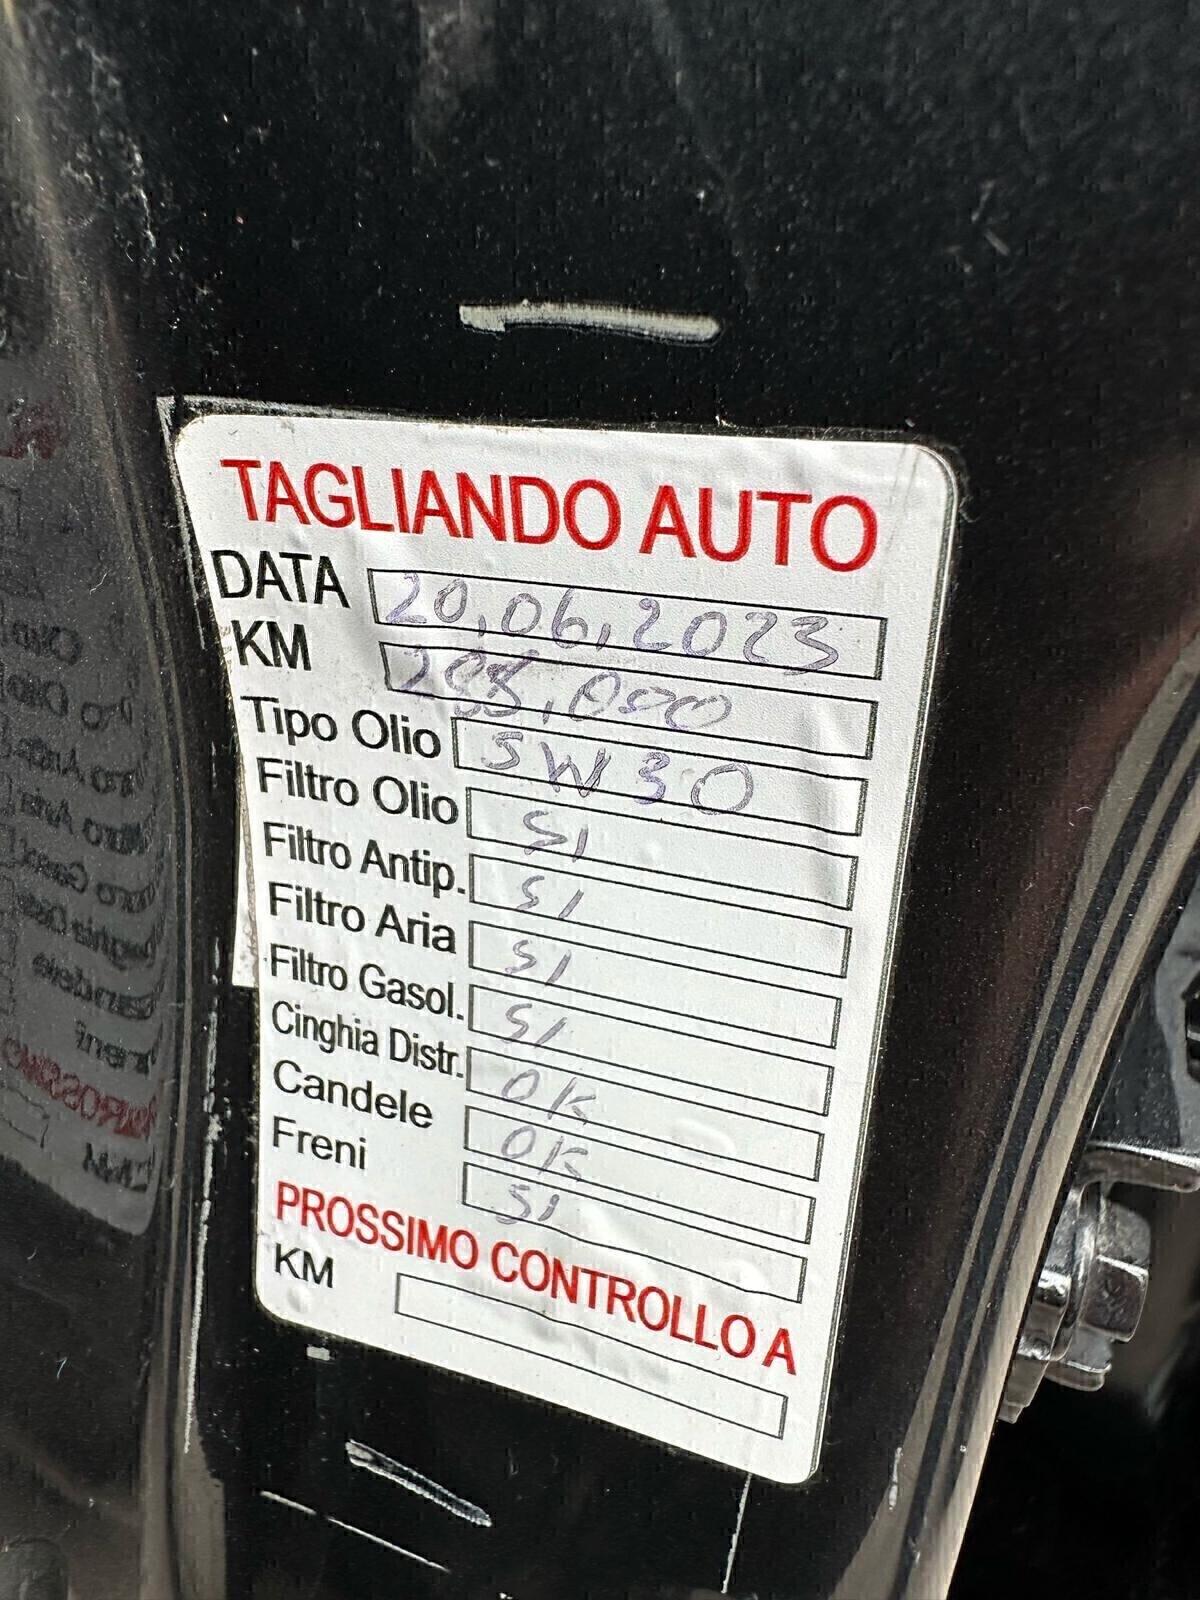 TAGLIANDO AUTO
DATA 20,06,2023
KM
Tipo Olio 5W30
Filtro Olio SI
Filtro Antip. SI
Filtro Aria SI
Filtro Gasol. SI
Cinghia Distr. OK
Candele OK
Freni SI
PROSSIMO CONTROLLO A
KM